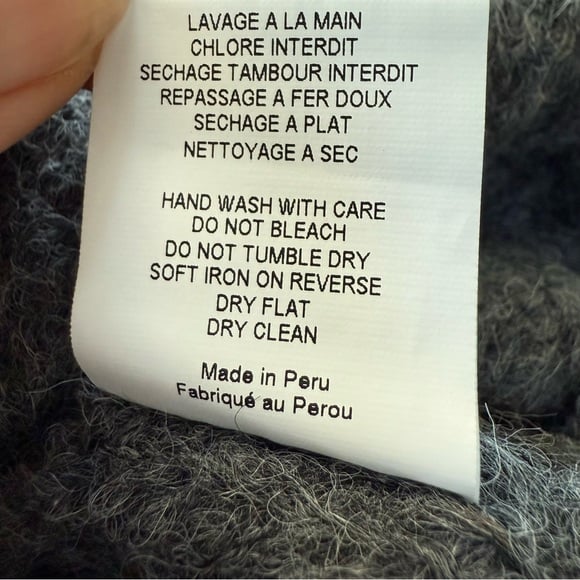 LAVAGE A LA MAIN
CHLORE INTERDIT
SECHAGE TAMBOUR INTERDIT
REPASSAGE A FER DOUX
SECHAGE A PLAT
NETTOYAGE A SEC
HAND WASH WITH CARE
DO NOT BLEACH
DO NOT TUMBLE DRY
SOFT IRON ON REVERSE
DRY FLAT
DRY CLEAN
Made in Peru
Fabriqué au Perou